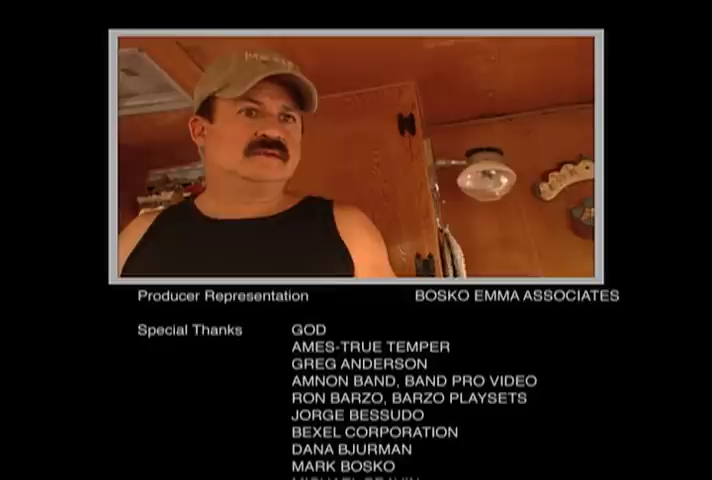 Producer Representation BOSKO EMMA ASSOCIATES
Special Thanks GOD
AMES-TRUE TEMPER
GREG ANDERSON
AMNON BAND, BAND PRO VIDEO
RON BARZO, BARZO PLAYSETS
JORGE BESSUDO
BEXEL CORPORATION
DANA BJURMAN
MARK BOSKO